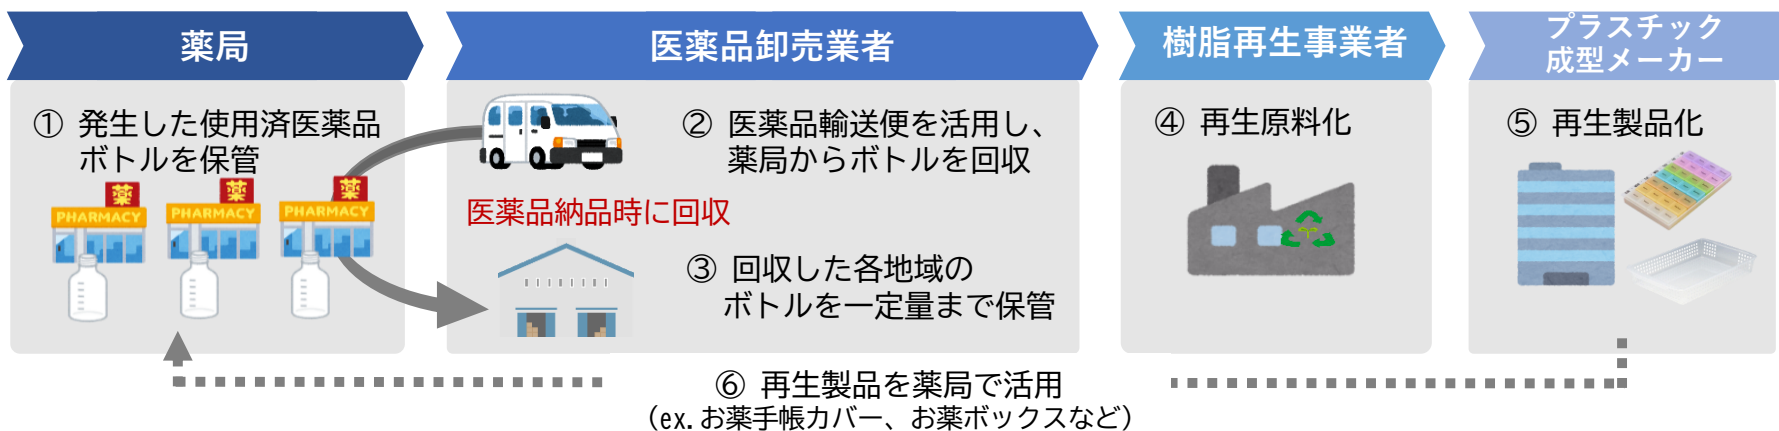 薬局
医薬品卸売業者
樹脂再生事業者
プラスチック
成型メーカー
① 発生した使用済医薬品
ボトルを保管
薬
薬
薬
PHARMACY
PHARMACY
PHARMACY
② 医薬品輸送便を活用し、
薬局からボトルを回収
医薬品納品時に回収
③ 回収した各地域の
ボトルを一定量まで保管
④ 再生原料化
⑤ 再生製品化
⑥ 再生製品を薬局で活用
（ex.お薬手帳カバー、お薬ボックスなど）